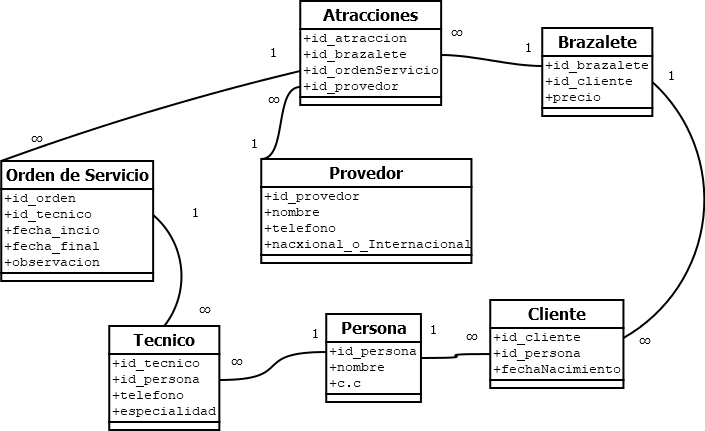 Atracciones
+id_atraccion
+id_brazalete
+id_ordenServicio
+id_provedor
∞
1
Brazalete
+id_brazalete
+id_cliente
+precio
1
1
∞
∞
1
Orden de Servicio
+id_orden
+id_tecnico
+fecha_incio
+fecha_final
+observacion
Provedor
+id_provedor
+nombre
+telefono
+nacxional_o_Internacional
1
∞
Tecnico
+id_tecnico
+id_persona
+telefono
+especialidad
∞
1
Persona
+id_persona
+nombre
+c.c
1
∞
Cliente
+id_cliente
+id_persona
+fechaNacimiento
∞